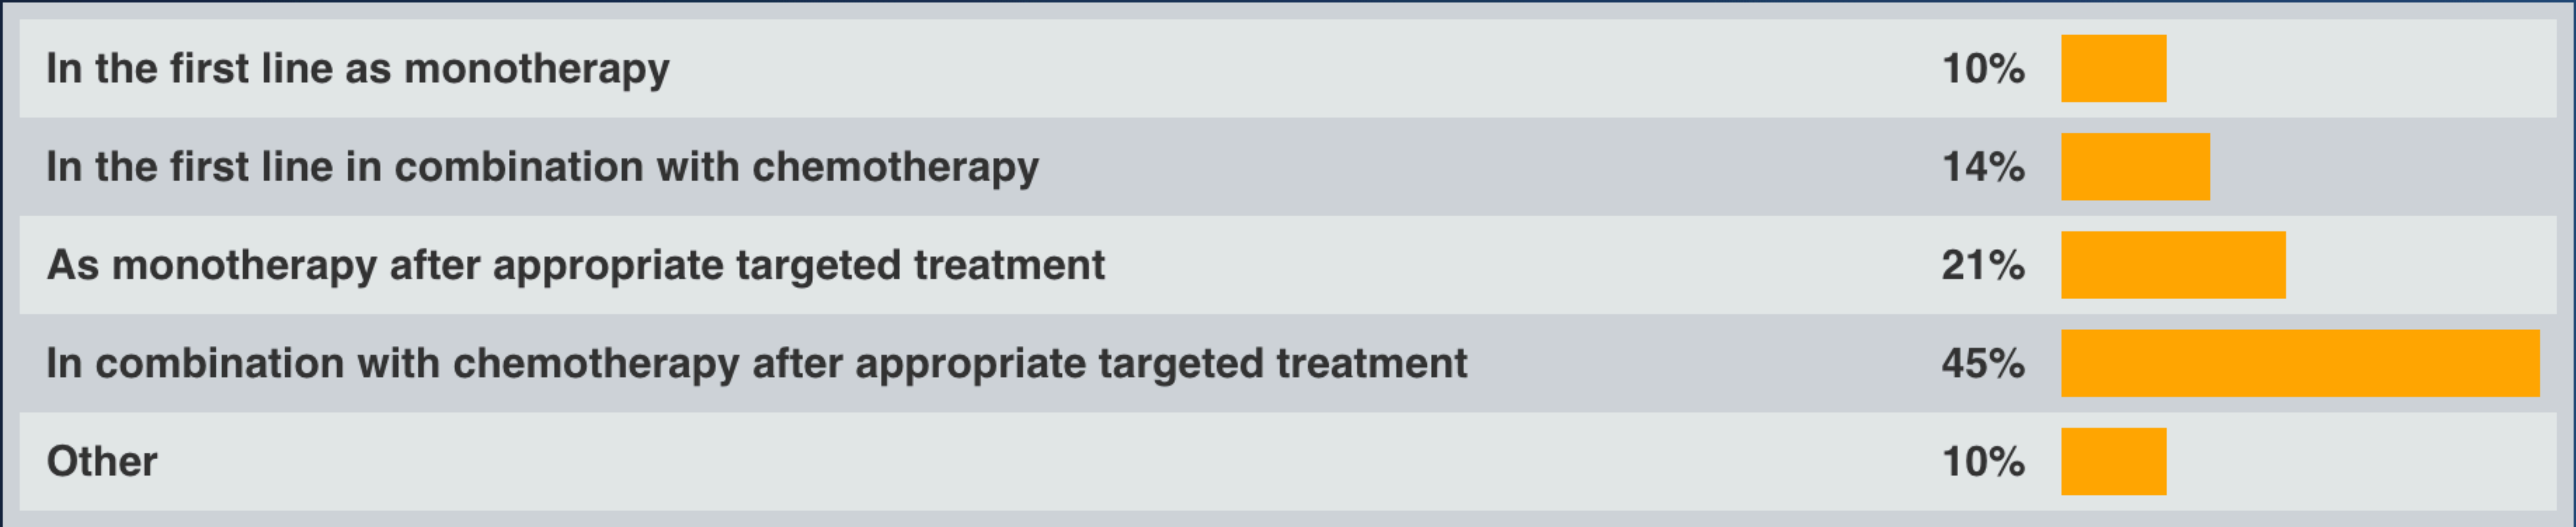 In the first line as monotherapy 10%
In the first line in combination with chemotherapy 14%
As monotherapy after appropriate targeted treatment 21%
In combination with chemotherapy after appropriate targeted treatment 45%
Other 10%